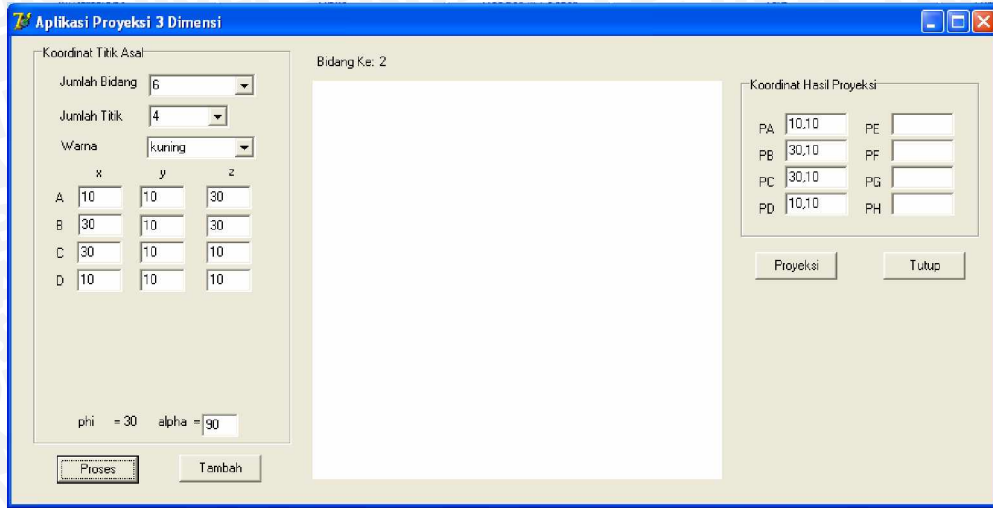 Aplikasi Proyeksi 3 Dimensi
Koordinat Titik Asal
Jumlah Bidang 6
Jumlah Titik 4
Warna kuning
x y z
A 10 10 30
B 30 10 30
C 30 10 10
D 10 10 10
phi = 30 alpha = 90
Proses Tambah
Bidang Ke: 2
Koordinat Hasil Proyeksi
PA 10,10 PE
PB 30,10 PF
PC 30,10 PG
PD 10,10 PH
Proyeksi Tutup